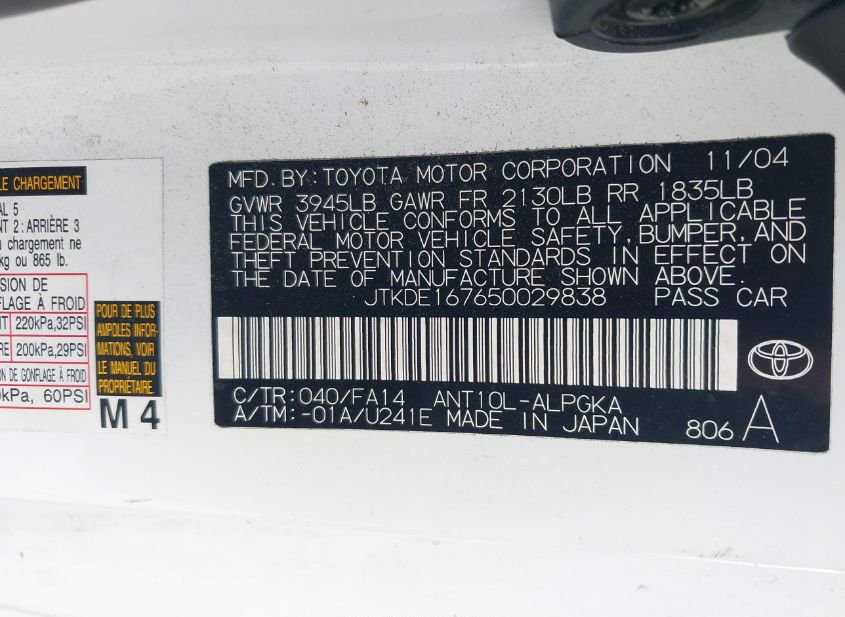 LE CHARGEMENT
AL 5
NT 2 : ARRIÈRE 3
u chargement ne
kg ou 865 lb.
SION DE
FLAGE À FROID
NT 220kPa,32PSI
RE 200kPa,29PSI
ON DE GONFLAGE À FROID
0kPa, 60PSI
POUR DE PLUS
AMPLES INFOR-
MATIONS, VOIR
LE MANUEL DU
PROPRIÉTAIRE.
M 4
MFD. BY: TOYOTA MOTOR CORPORATION 11/04
GVWR 3945LB GAWR FR 2130LB RR 1835LB
THIS VEHICLE CONFORMS TO ALL APPLICABLE
FEDERAL MOTOR VEHICLE SAFETY, BUMPER, AND
THEFT PREVENTION STANDARDS IN EFFECT ON
THE DATE OF MANUFACTURE SHOWN ABOVE.
JTKDE167650029838 PASS CAR
C/TR: 040/FA14 ANT10L-ALPGKA
A/TM: -01A/U241E MADE IN JAPAN
806 A